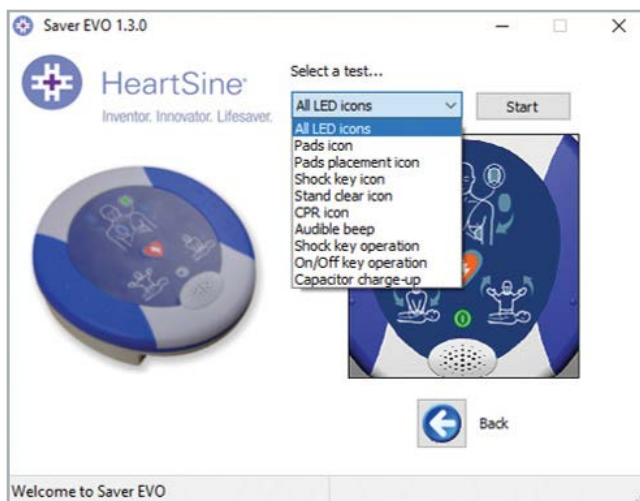 Saver EVO 1.3.0
HeartSine
Inventor. Innovator. Lifesaver.
Select a test...
All LED icons
Start
All LED icons
Pads icon
Pads placement icon
Shock key icon
Stand clear icon
CPR icon
Audible beep
Shock key operation
On/Off key operation
Capacitor charge-up
Back
Welcome to Saver EVO